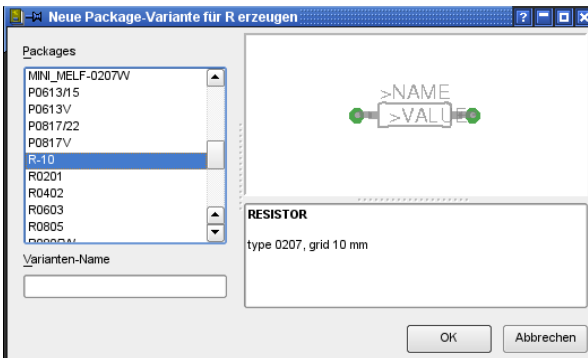 Neue Package-Variante für R erzeugen
Packages
MINI_MELF-0207W
P0613/15
P0613V
P0817/22
P0817V
R-10
R0201
R0402
R0603
R0805
Varianten-Name
>NAME
>VALUE
RESISTOR
type 0207, grid 10 mm
OK
Abbrechen